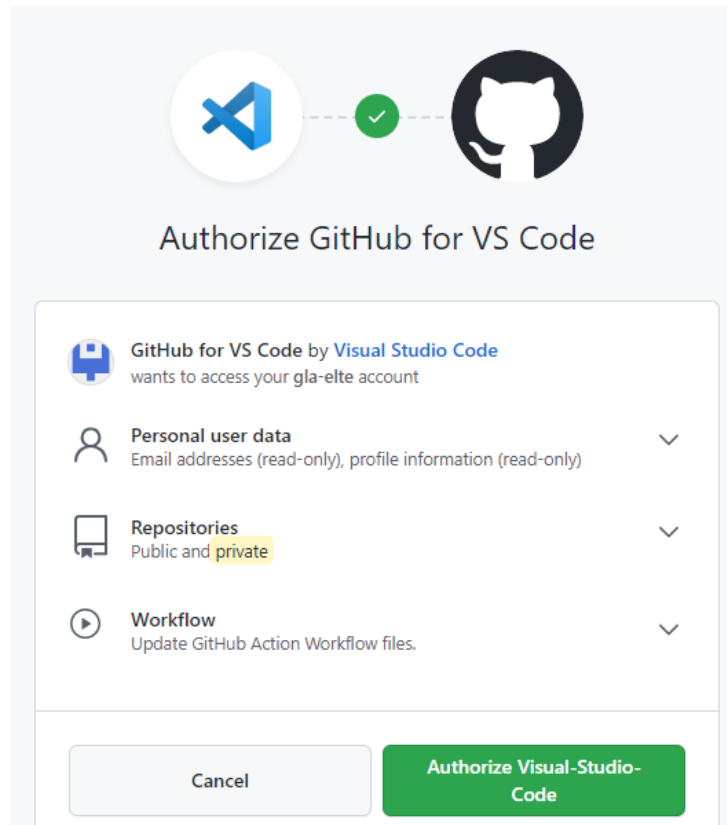 Authorize GitHub for VS Code
GitHub for VS Code by Visual Studio Code
wants to access your gla-elte account
Personal user data
Email addresses (read-only), profile information (read-only)
Repositories
Public and private
Workflow
Update GitHub Action Workflow files.
Cancel
Authorize Visual-Studio-
Code